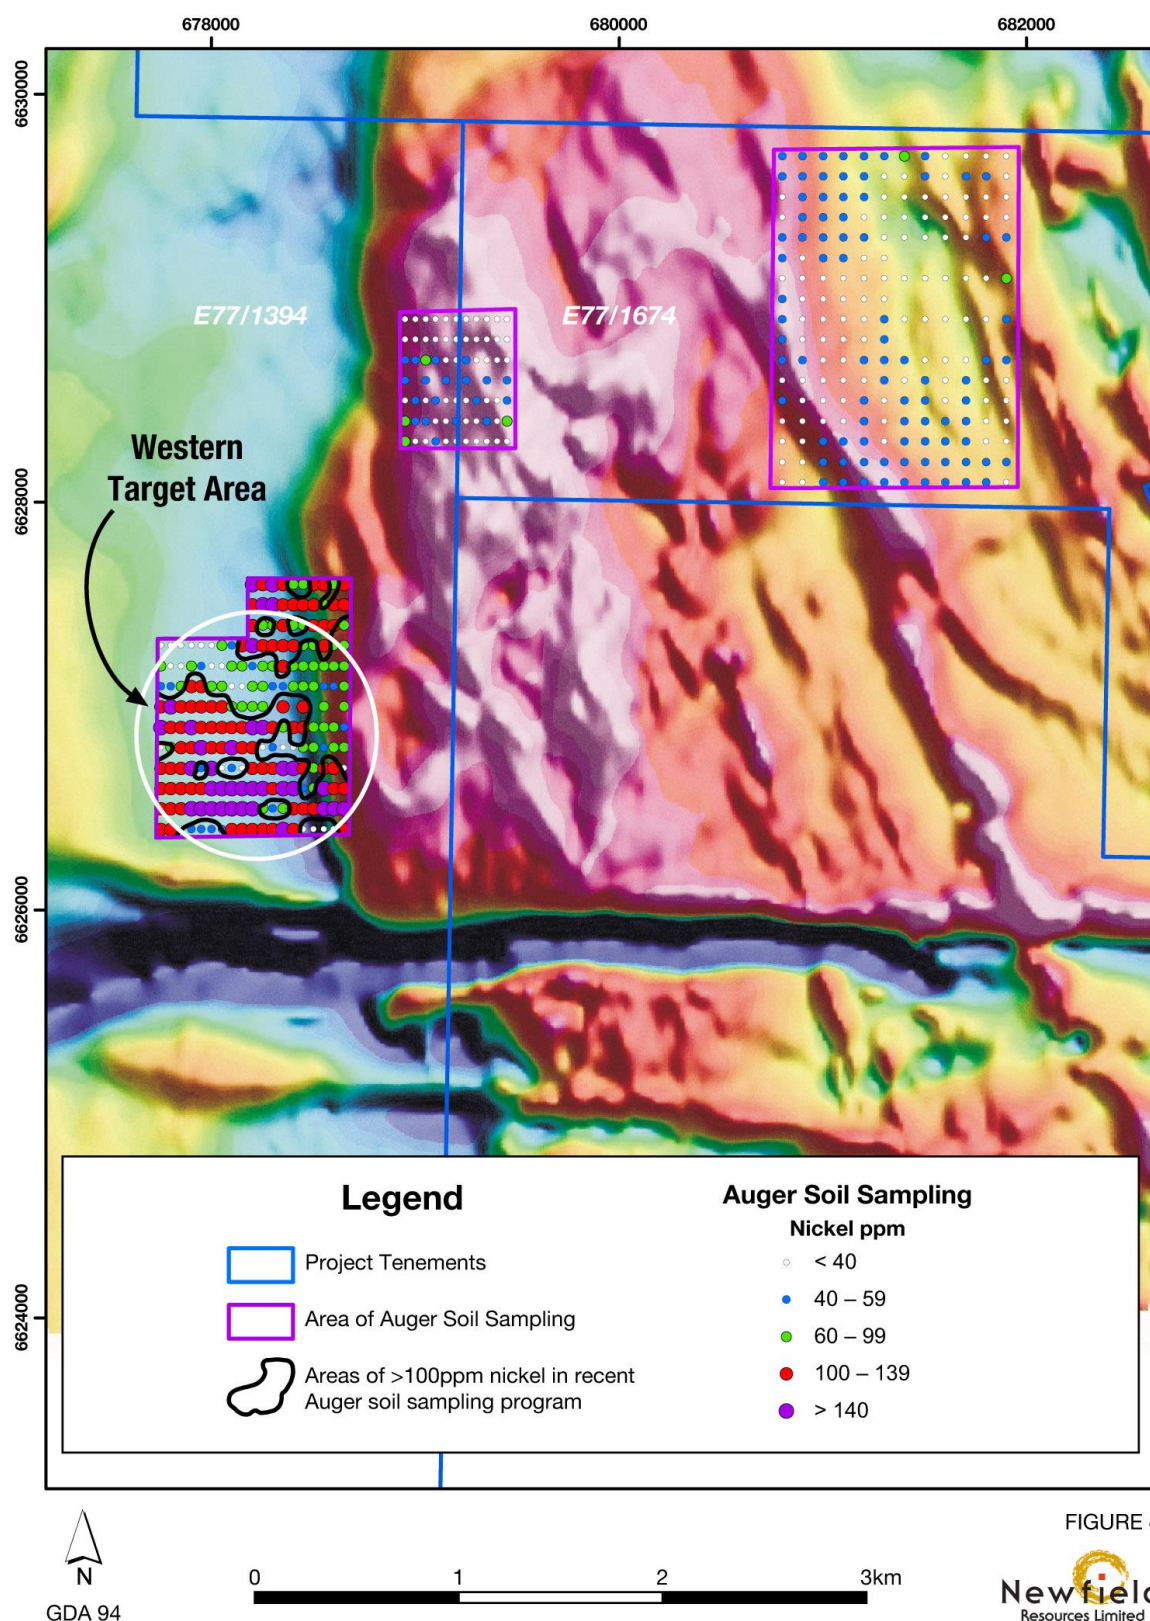 678000
680000
682000
6630000
E77/1394
E77/1674
Western
Target Area
6628000
6626000
6624000
Legend
Project Tenements
Area of Auger Soil Sampling
Areas of >100ppm nickel in recent
Auger soil sampling program
Auger Soil Sampling
Nickel ppm
< 40
40 – 59
60 – 99
100 – 139
> 140
N
GDA 94
0 1 2 3km
FIGURE
Newfield
Resources Limited